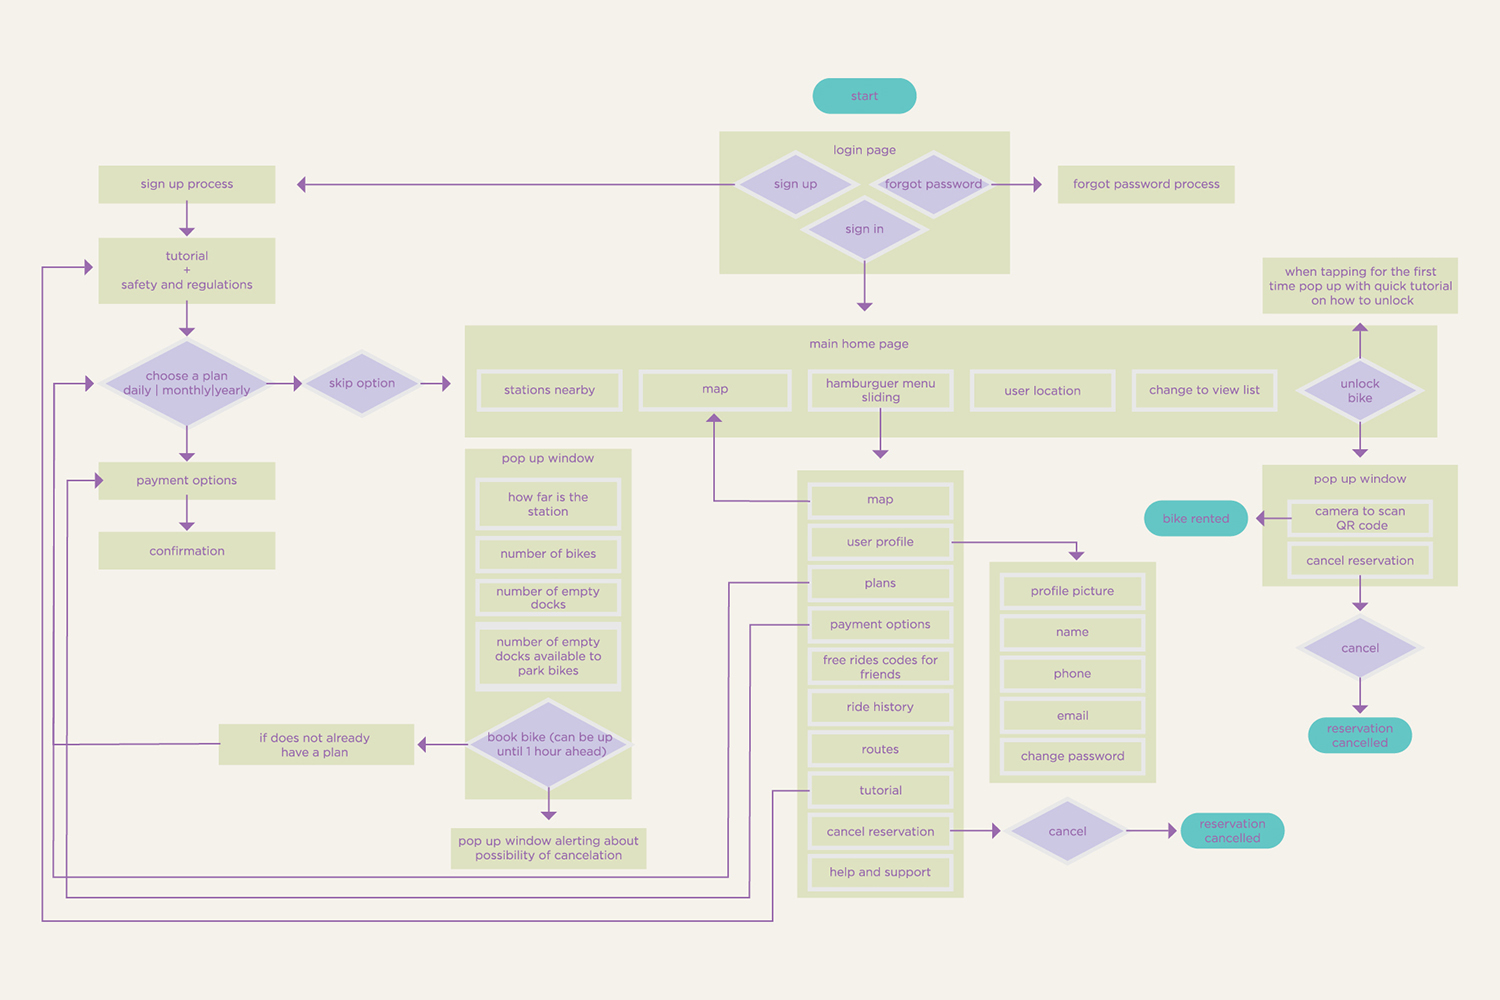 start
login page
sign up
forgot password
sign in
sign up process
forgot password process
tutorial
+
safety and regulations
when tapping for the first
time pop up with quick tutorial
on how to unlock
choose a plan
daily | monthly|yearly
skip option
main home page
stations nearby
map
hamburguer menu
sliding
user location
change to view list
unlock
bike
payment options
confirmation
pop up window
how far is the
station
number of bikes
number of empty
docks
number of empty
docks available to
park bikes
book bike (can be up
until 1 hour ahead)
if does not already
have a plan
pop up window alerting about
possibility of cancelation
map
user profile
plans
payment options
free rides codes for
friends
ride history
routes
tutorial
cancel reservation
help and support
profile picture
name
phone
email
change password
cancel
reservation
cancelled
pop up window
camera to scan
QR code
cancel reservation
bike rented
cancel
reservation
cancelled